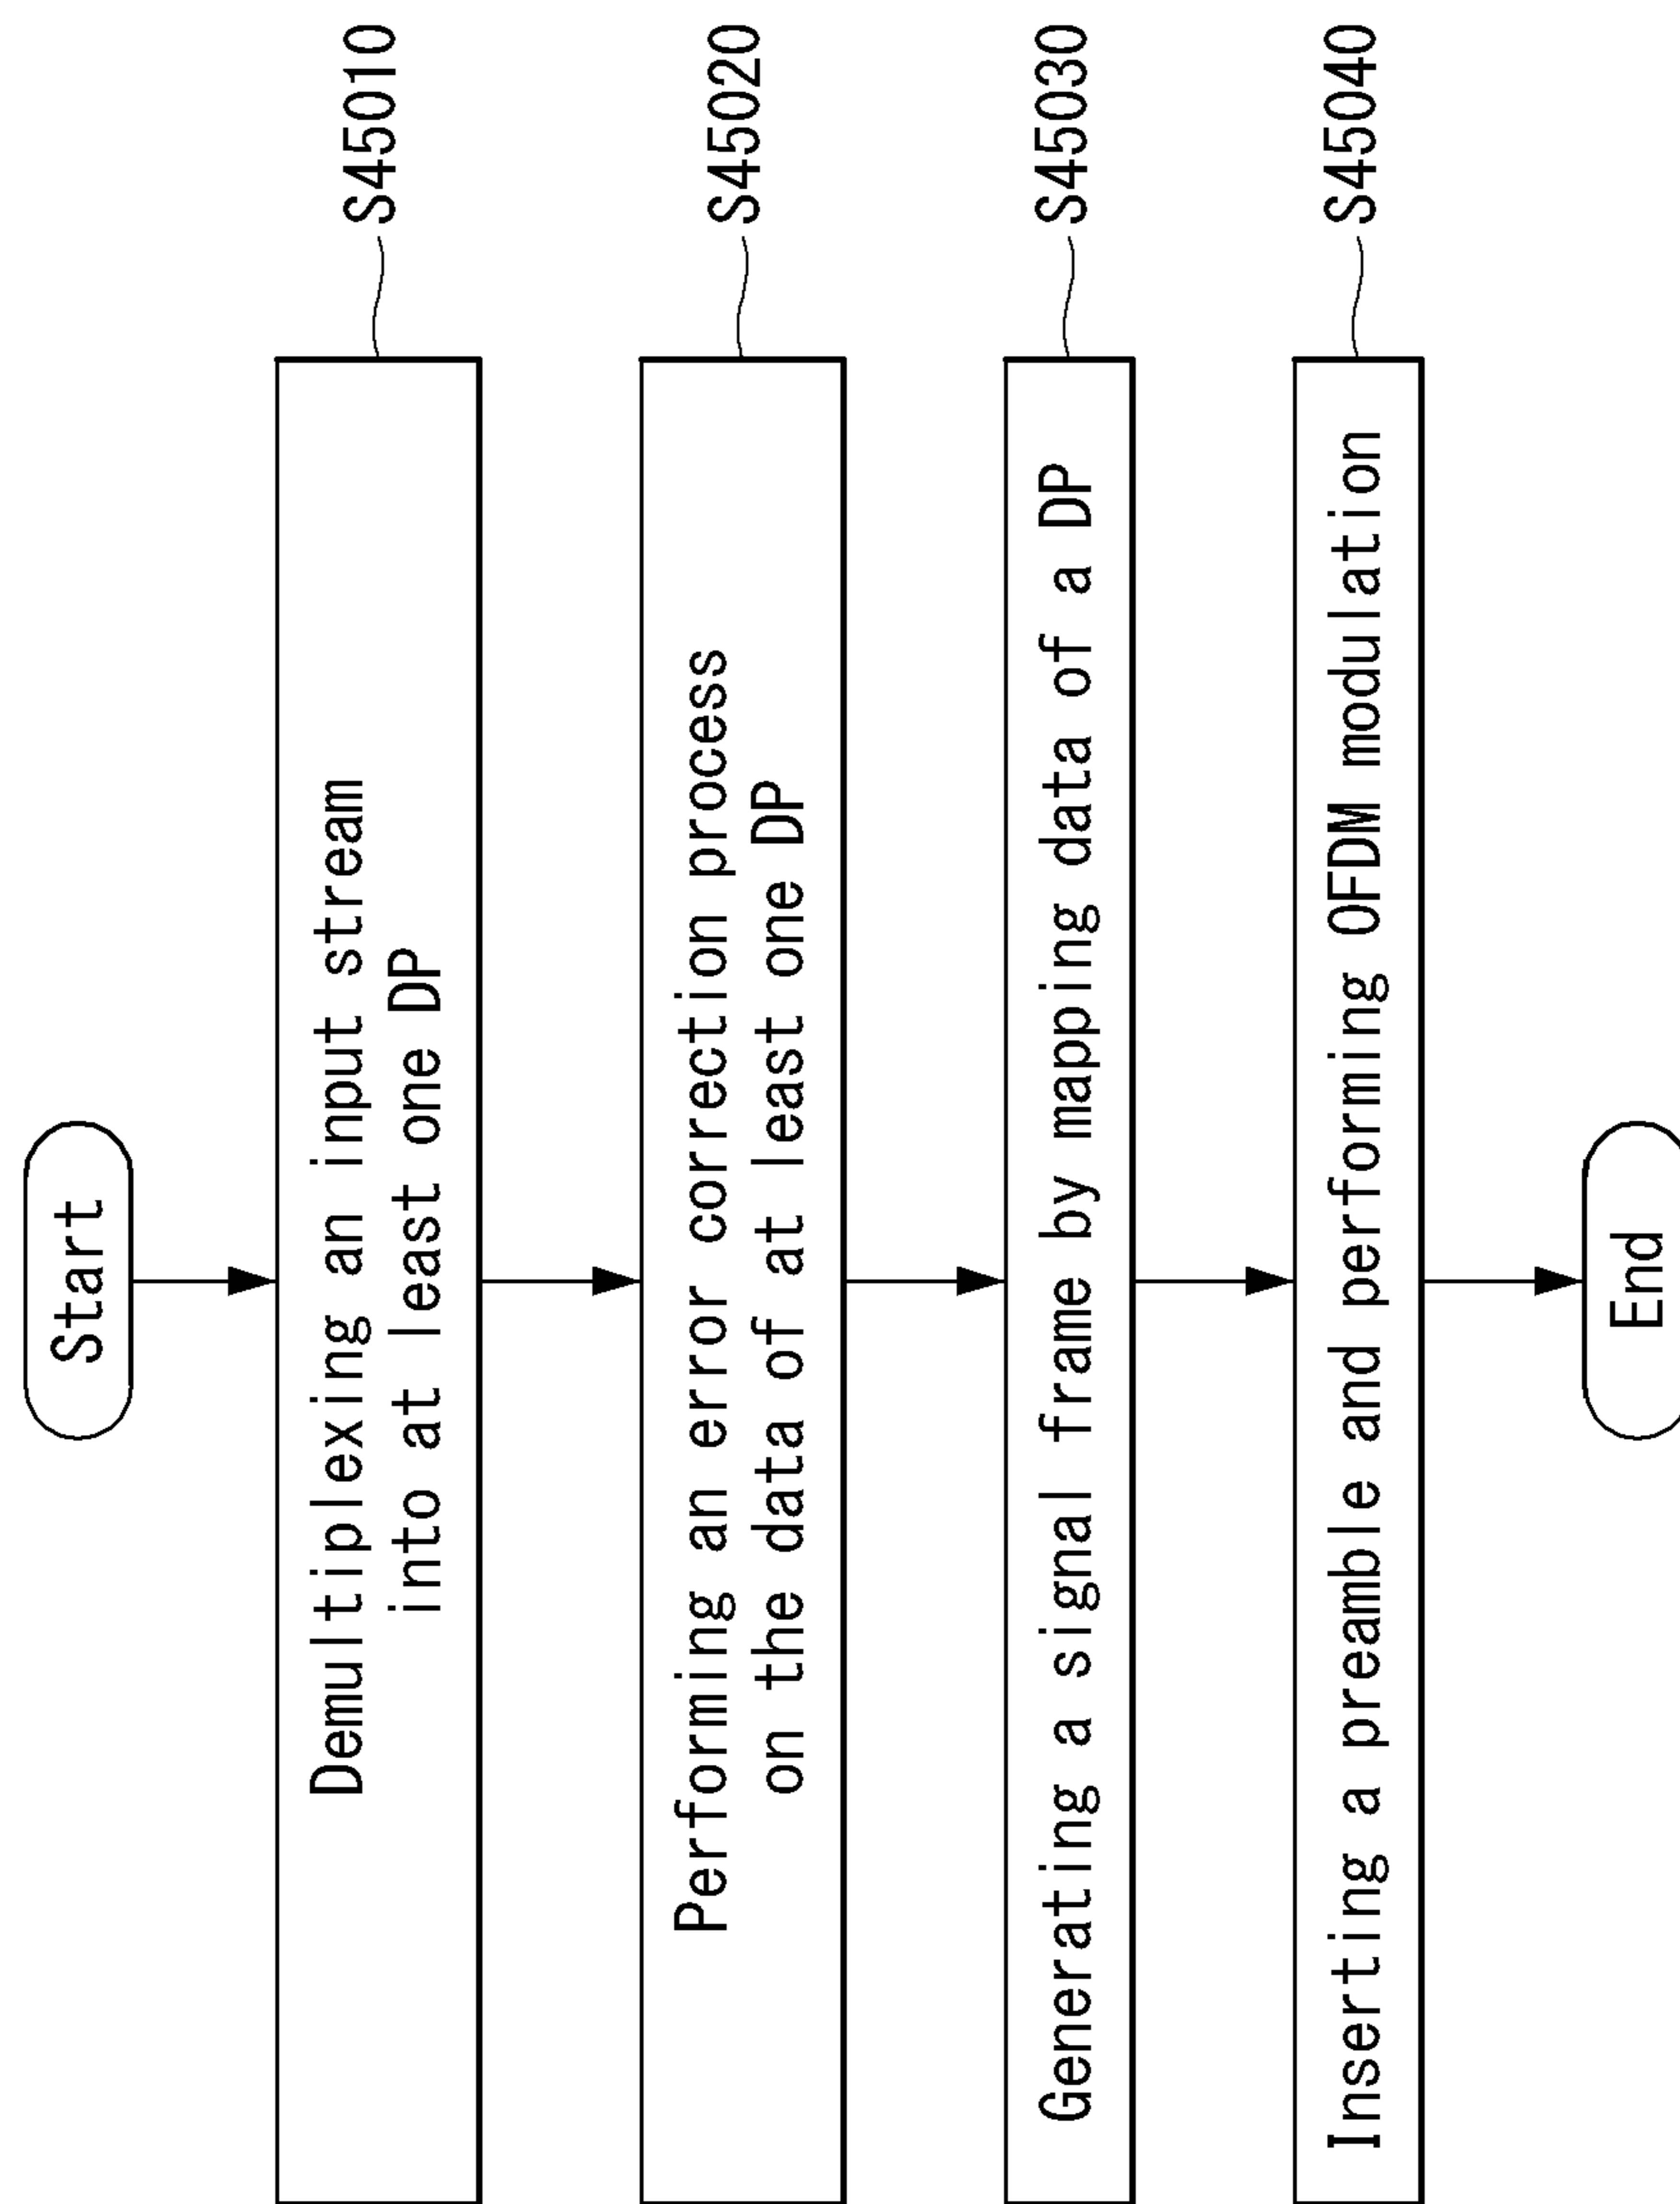 Start
Demultiplexing an input stream
into at least one DP
S45010
Performing an error correction process
on the data of at least one DP
S45020
Generating a signal frame by mapping data of a DP
S45030
Inserting a preamble and performing OFDM modulation
S45040
End